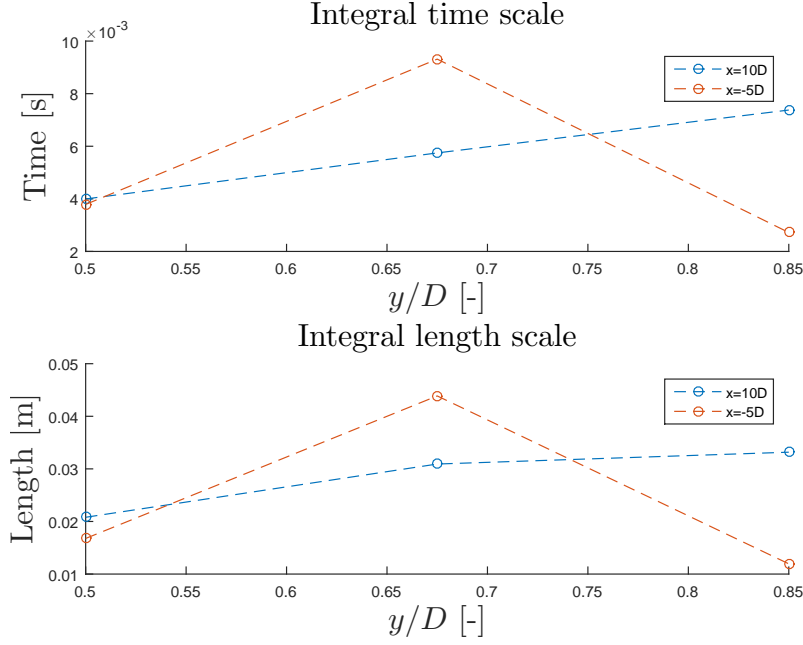 Integral time scale
×10⁻³
10
8
6
4
2
Time [s]
x=10D
x=-5D
0.5 0.55 0.6 0.65 0.7 0.75 0.8 0.85
y/D [-]
Integral length scale
0.05
0.04
0.03
0.02
0.01
Length [m]
x=10D
x=-5D
0.5 0.55 0.6 0.65 0.7 0.75 0.8 0.85
y/D [-]